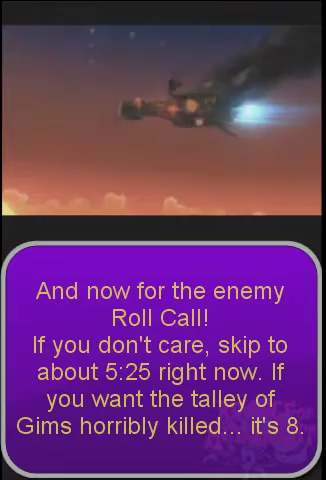 And now for the enemy
Roll Call!
If you don't care, skip to
about 5:25 right now. If
you want the talley of
Gims horribly killed... it's 8.